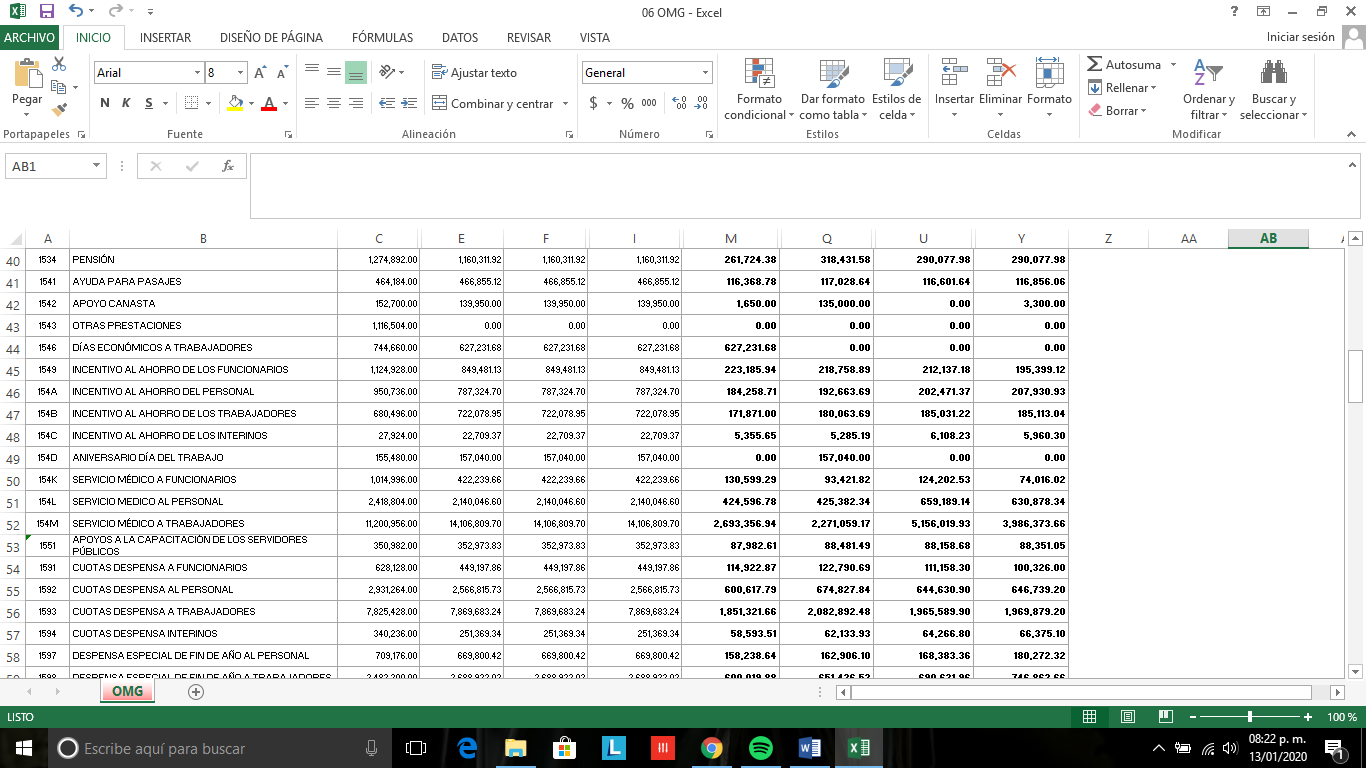 06 OMG - Excel
ARCHIVO INICIO INSERTAR DISEÑO DE PÁGINA FÓRMULAS DATOS REVISAR VISTA Iniciar sesión
Pegar
Arial 8
Ajustar texto
General
N K S
Combinar y centrar
$ % 000
Formato condicional
Dar formato como tabla
Estilos de celda
Insertar Eliminar Formato
Autosuma
Rellenar
Borrar
Ordenar y filtrar
Buscar y seleccionar
Portapapeles Fuente Alineación Número Estilos Celdas Modificar
AB1 fx
A B C E F I M Q U Y Z AA AB
40 1534 PENSIÓN 1,274,892.00 1,160,311.92 1,160,311.92 1,160,311.92 261,724.38 318,431.58 290,077.98 290,077.98
41 1541 AYUDA PARA PASAJES 464,184.00 466,855.12 466,855.12 466,855.12 116,368.78 117,028.64 116,601.64 116,856.06
42 1542 APOYO CANASTA 152,700.00 139,950.00 139,950.00 139,950.00 1,650.00 135,000.00 0.00 3,300.00
43 1543 OTRAS PRESTACIONES 1,116,504.00 0.00 0.00 0.00 0.00 0.00 0.00 0.00
44 1546 DÍAS ECONÓMICOS A TRABAJADORES 744,660.00 627,231.68 627,231.68 627,231.68 627,231.68 0.00 0.00 0.00
45 1549 INCENTIVO AL AHORRO DE LOS FUNCIONARIOS 1,124,928.00 849,481.13 849,481.13 849,481.13 223,185.94 218,758.89 212,137.18 195,399.12
46 154A INCENTIVO AL AHORRO DEL PERSONAL 950,736.00 787,324.70 787,324.70 787,324.70 184,258.71 192,663.69 202,471.37 207,930.93
47 154B INCENTIVO AL AHORRO DE LOS TRABAJADORES 680,496.00 722,078.95 722,078.95 722,078.95 171,871.00 180,063.69 185,031.22 185,113.04
48 154C INCENTIVO AL AHORRO DE LOS INTERINOS 27,924.00 22,709.37 22,709.37 22,709.37 5,355.65 5,285.19 6,108.23 5,960.30
49 154D ANIVERSARIO DÍA DEL TRABAJO 155,480.00 157,040.00 157,040.00 157,040.00 0.00 157,040.00 0.00 0.00
50 154K SERVICIO MÉDICO A FUNCIONARIOS 1,014,996.00 422,239.66 422,239.66 422,239.66 130,599.29 93,421.82 124,202.53 74,016.02
51 154L SERVICIO MEDICO AL PERSONAL 2,418,804.00 2,140,046.60 2,140,046.60 2,140,046.60 424,596.78 425,382.34 659,189.14 630,878.34
52 154M SERVICIO MÉDICO A TRABAJADORES 11,200,956.00 14,106,809.70 14,106,809.70 14,106,809.70 2,693,356.94 2,271,059.17 5,156,019.93 3,986,373.66
53 1551 APOYOS A LA CAPACITACIÓN DE LOS SERVIDORES PÚBLICOS 350,982.00 352,973.83 352,973.83 352,973.83 87,982.61 88,481.49 88,158.68 88,351.05
54 1591 CUOTAS DESPENSA A FUNCIONARIOS 628,128.00 449,197.86 449,197.86 449,197.86 114,922.87 122,790.69 111,158.30 100,326.00
55 1592 CUOTAS DESPENSA AL PERSONAL 2,931,264.00 2,566,815.73 2,566,815.73 2,566,815.73 600,617.79 674,827.84 644,630.90 646,739.20
56 1593 CUOTAS DESPENSA A TRABAJADORES 7,825,428.00 7,869,683.24 7,869,683.24 7,869,683.24 1,851,321.66 2,082,892.48 1,965,589.90 1,969,879.20
57 1594 CUOTAS DESPENSA INTERINOS 340,236.00 251,369.34 251,369.34 251,369.34 58,593.51 62,133.93 64,266.80 66,375.10
58 1597 DESPENSA ESPECIAL DE FIN DE AÑO AL PERSONAL 709,176.00 669,800.42 669,800.42 669,800.42 158,238.64 162,906.10 168,383.36 180,272.32
DESPENSA ESPECIAL DE FIN DE AÑO A TRABAJADORES
OMG
LISTO 100 %
Escribe aquí para buscar
08:22 p. m.
13/01/2020
1